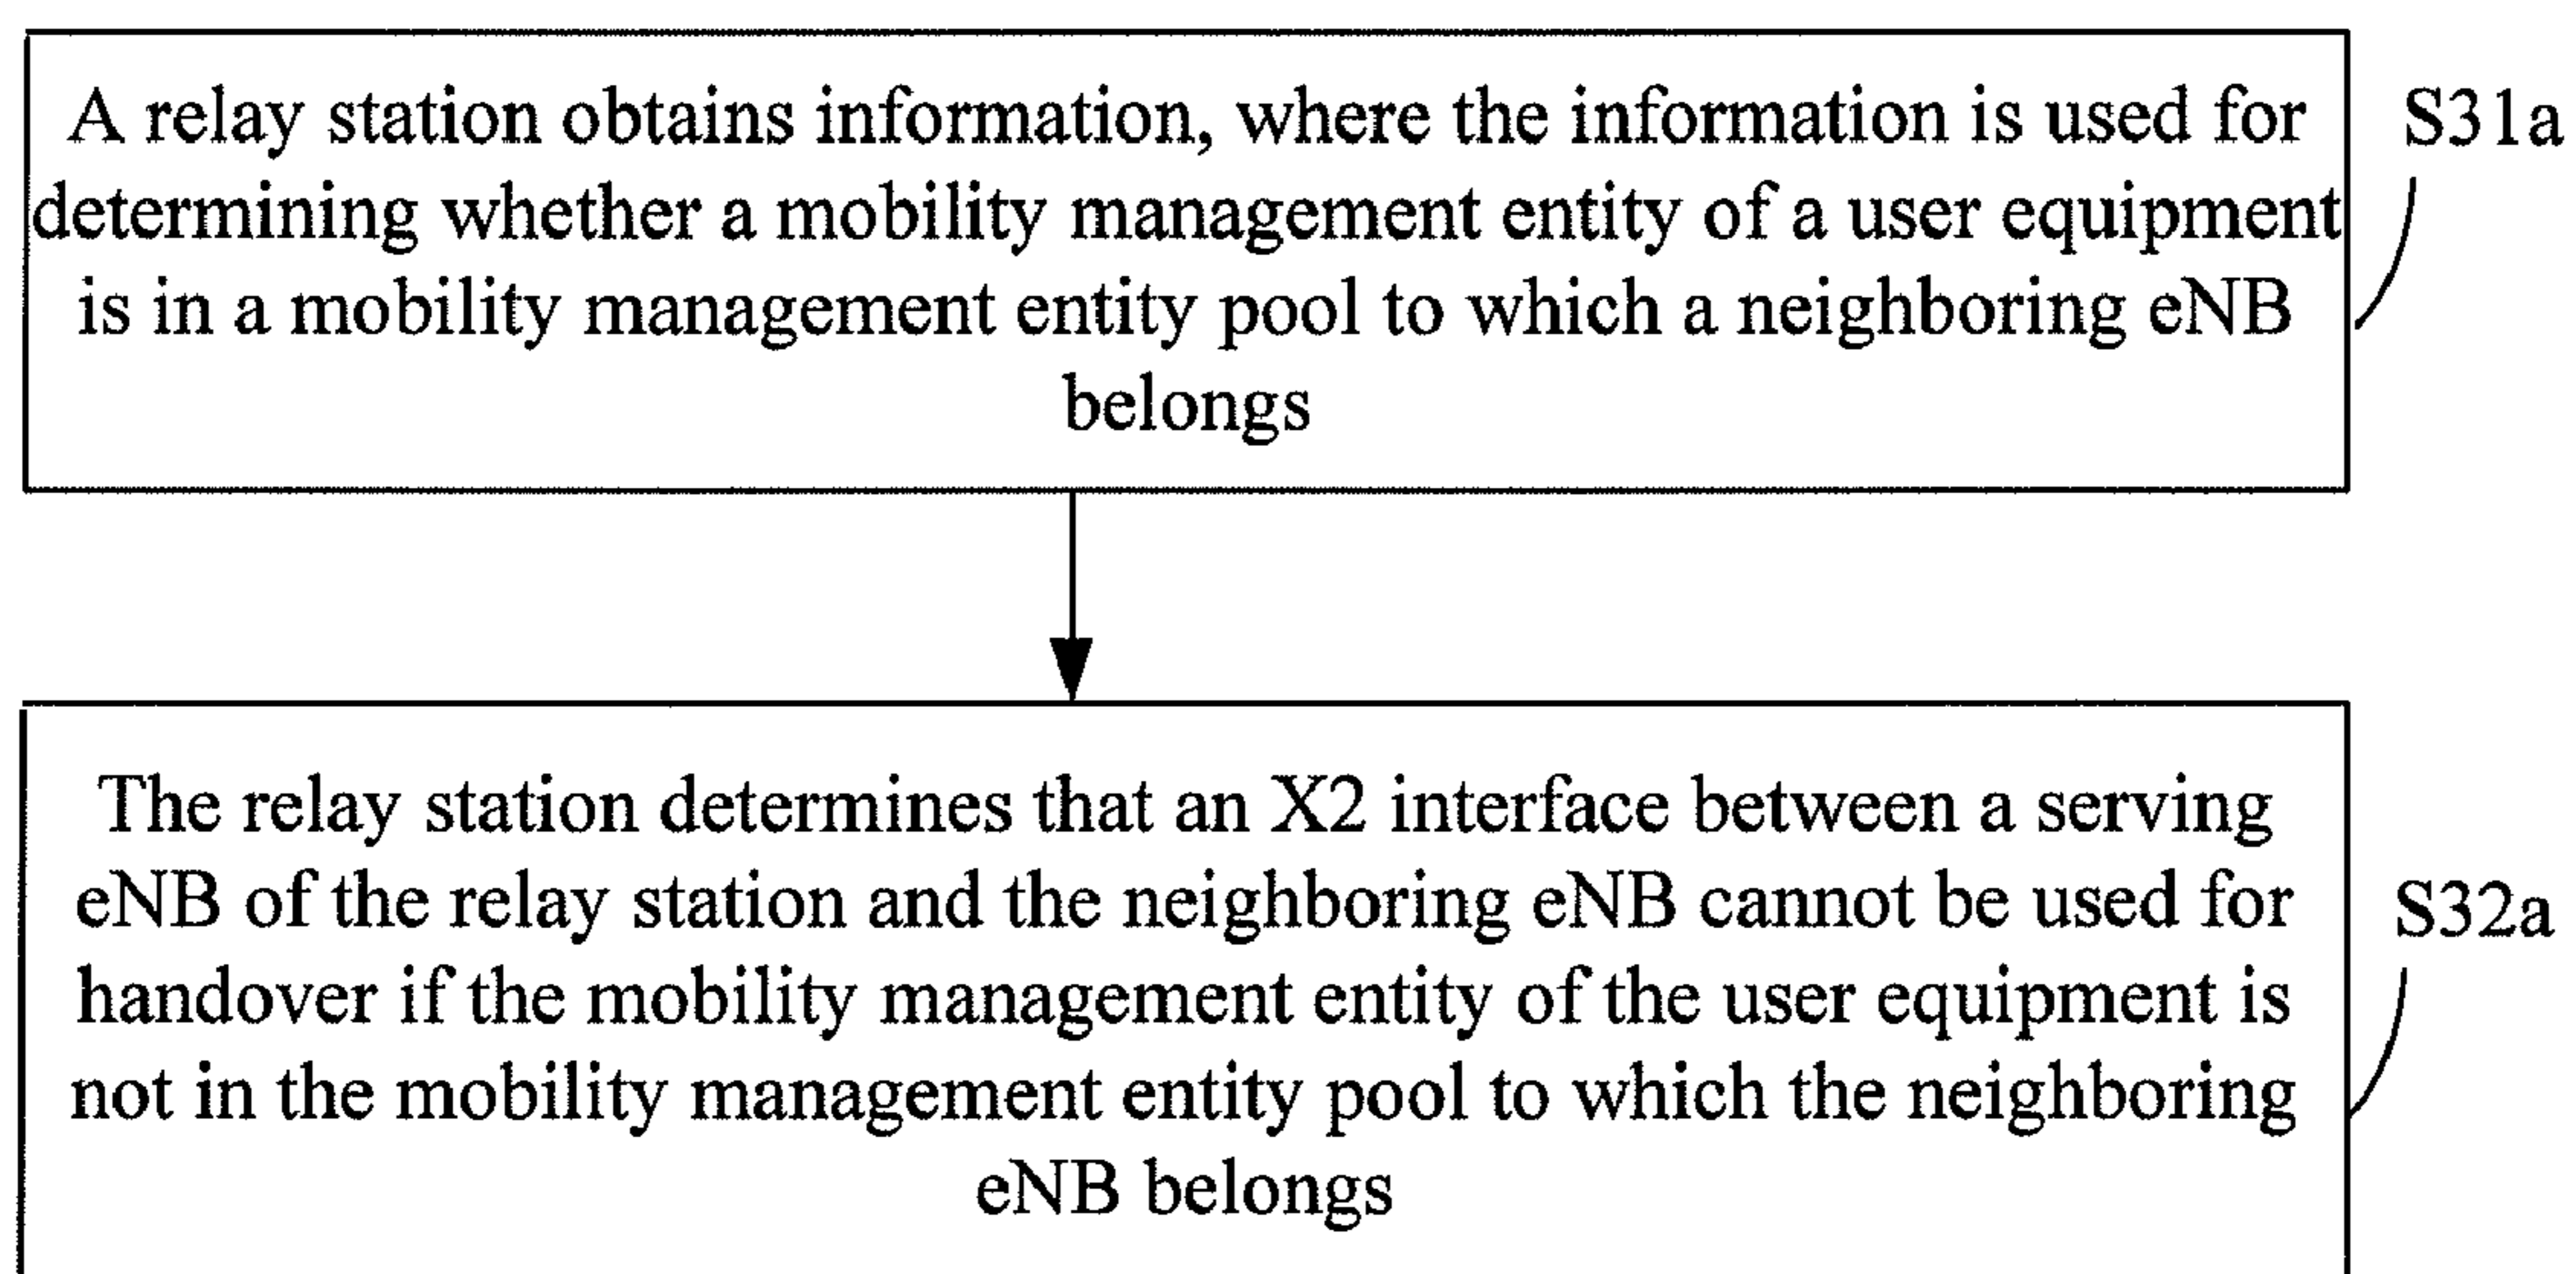 A relay station obtains information, where the information is used for
determining whether a mobility management entity of a user equipment
is in a mobility management entity pool to which a neighboring eNB
belongs
S31a
The relay station determines that an X2 interface between a serving
eNB of the relay station and the neighboring eNB cannot be used for
handover if the mobility management entity of the user equipment is
not in the mobility management entity pool to which the neighboring
eNB belongs
S32a